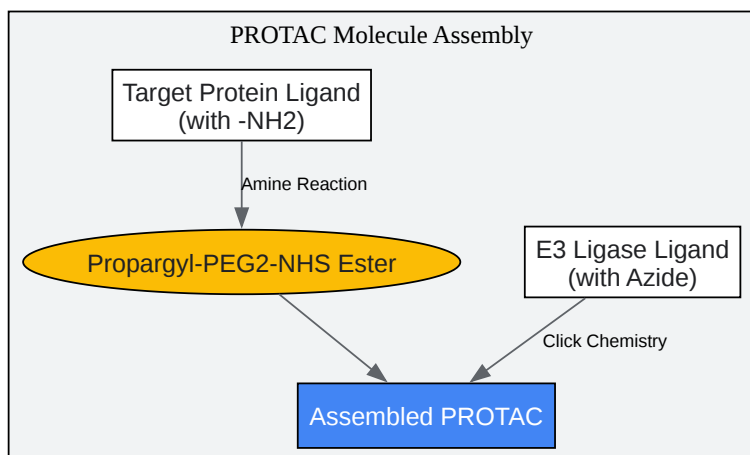 PROTAC Molecule Assembly
Target Protein Ligand
(with -NH2)
Amine Reaction
Propargyl-PEG2-NHS Ester
E3 Ligase Ligand
(with Azide)
Click Chemistry
Assembled PROTAC